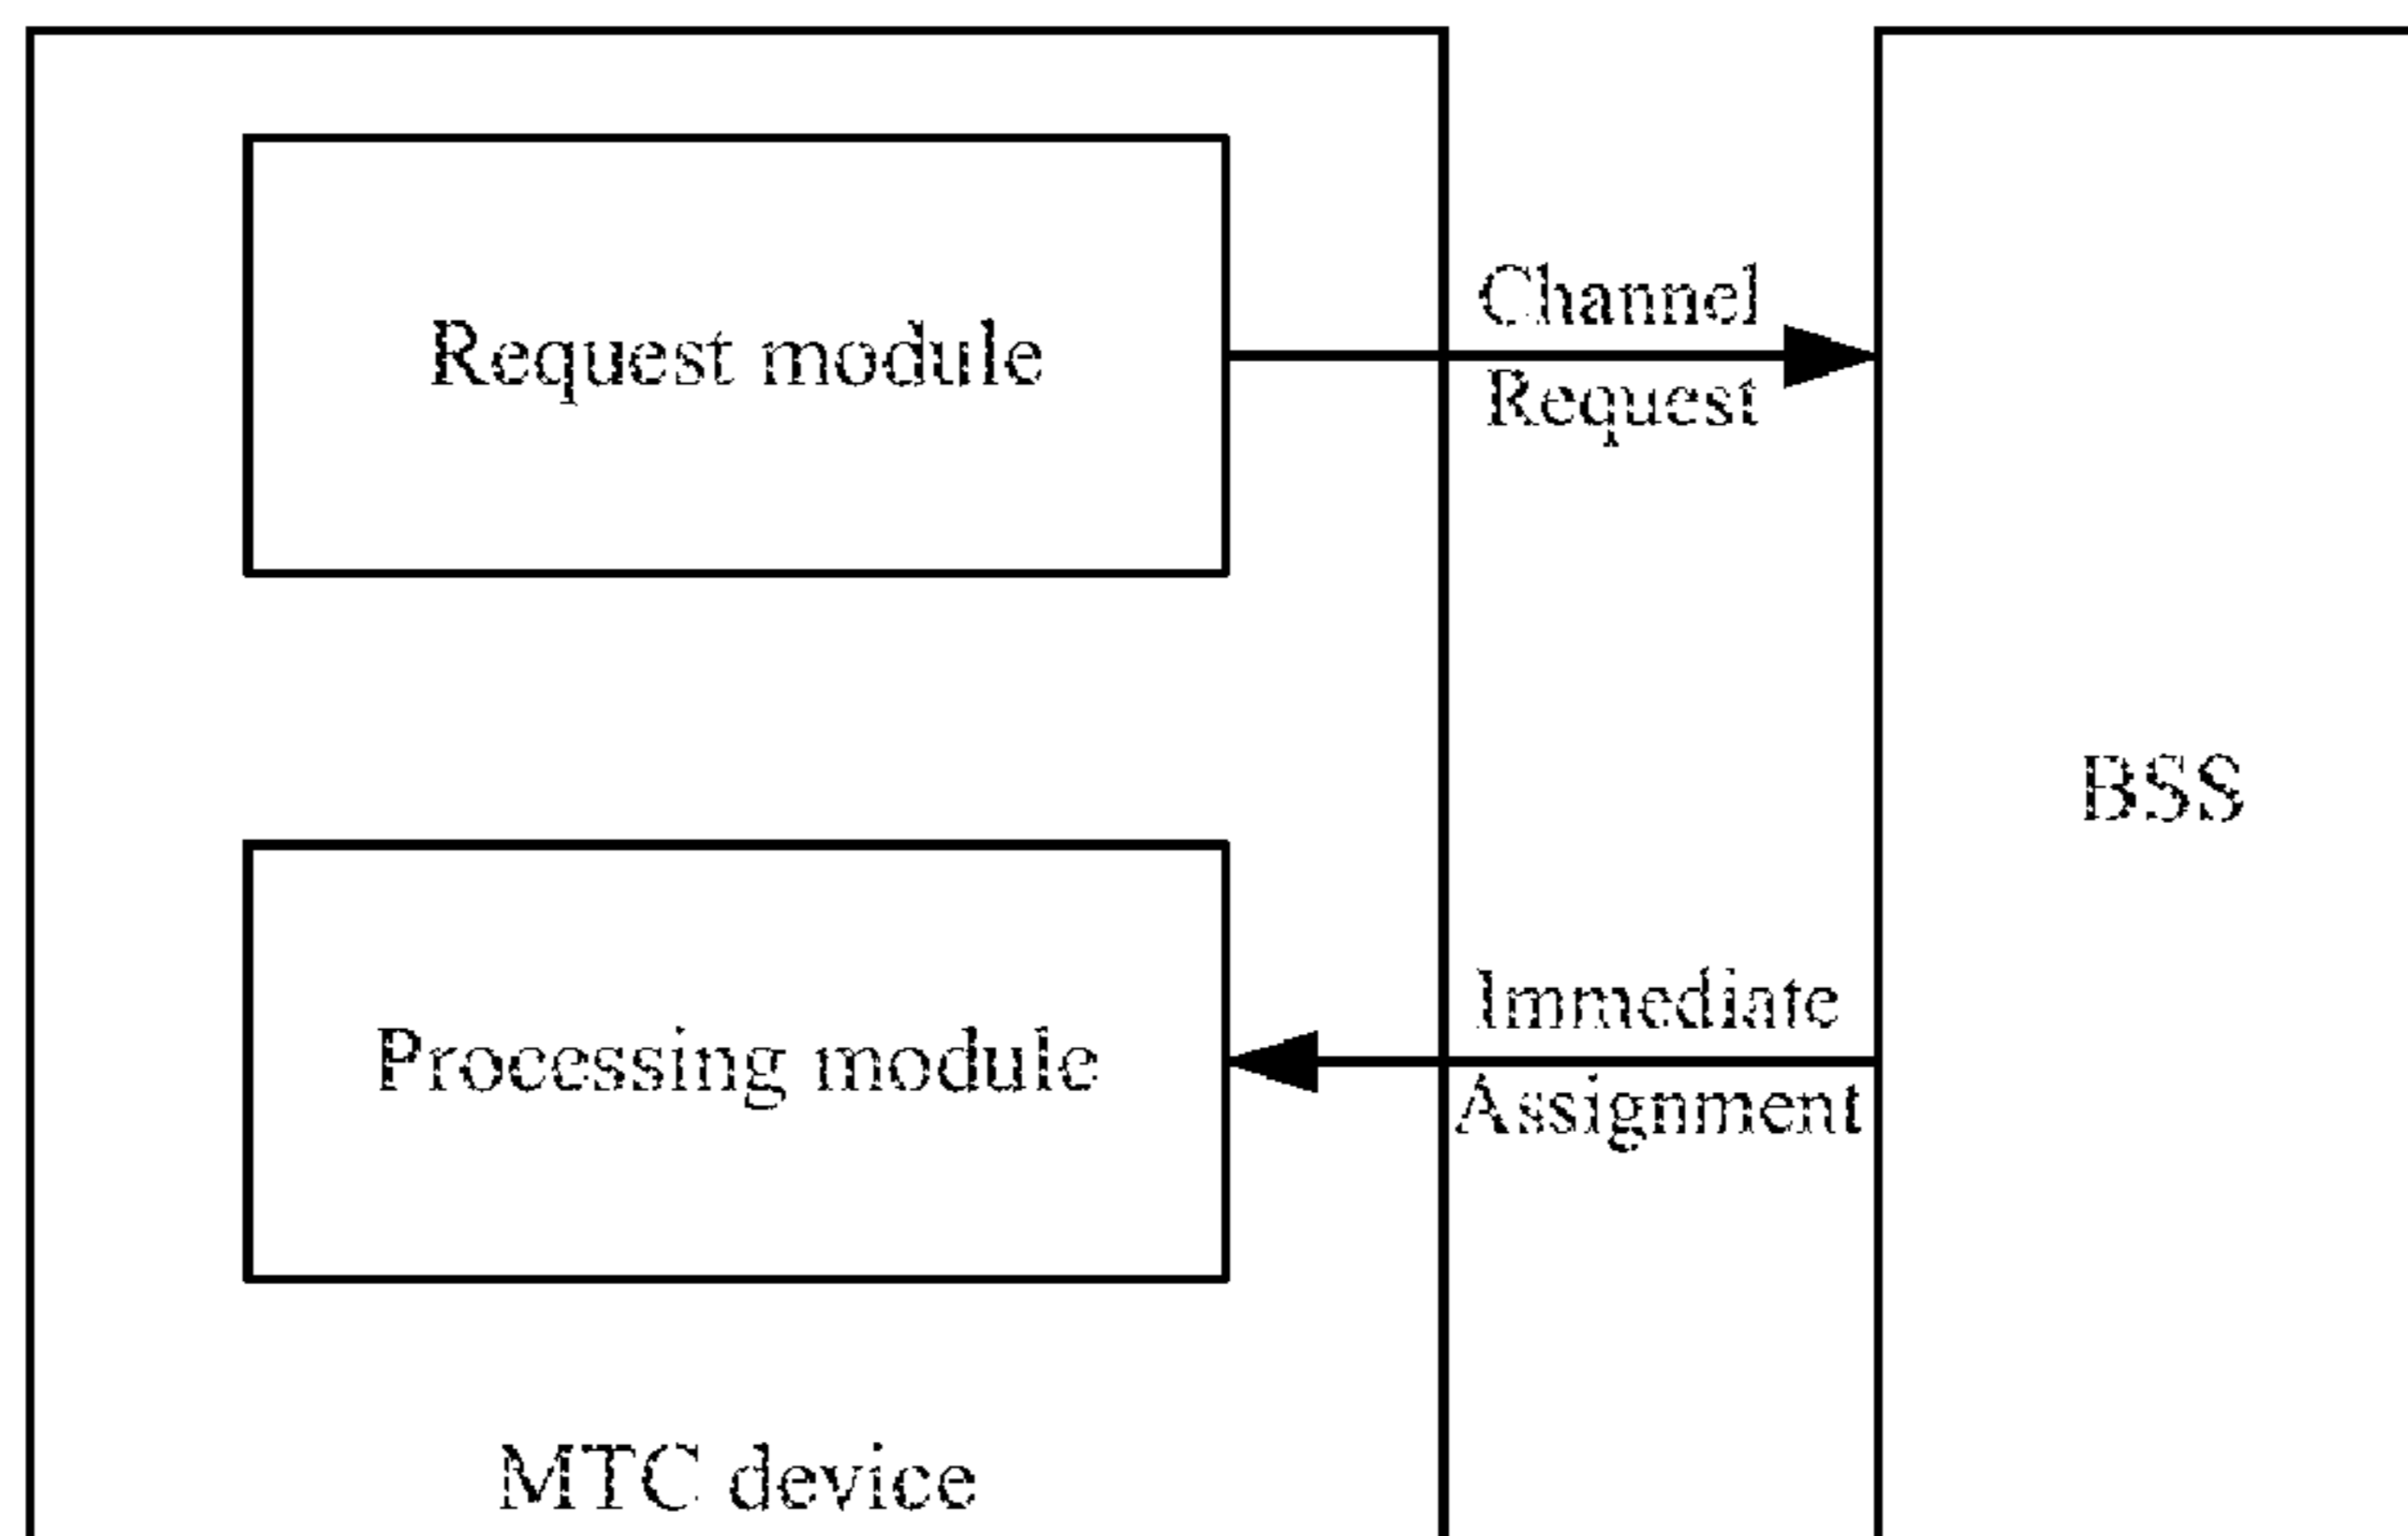 Request module
Channel
Request
BSS
Processing module
Immediate
Assignment
MTC device